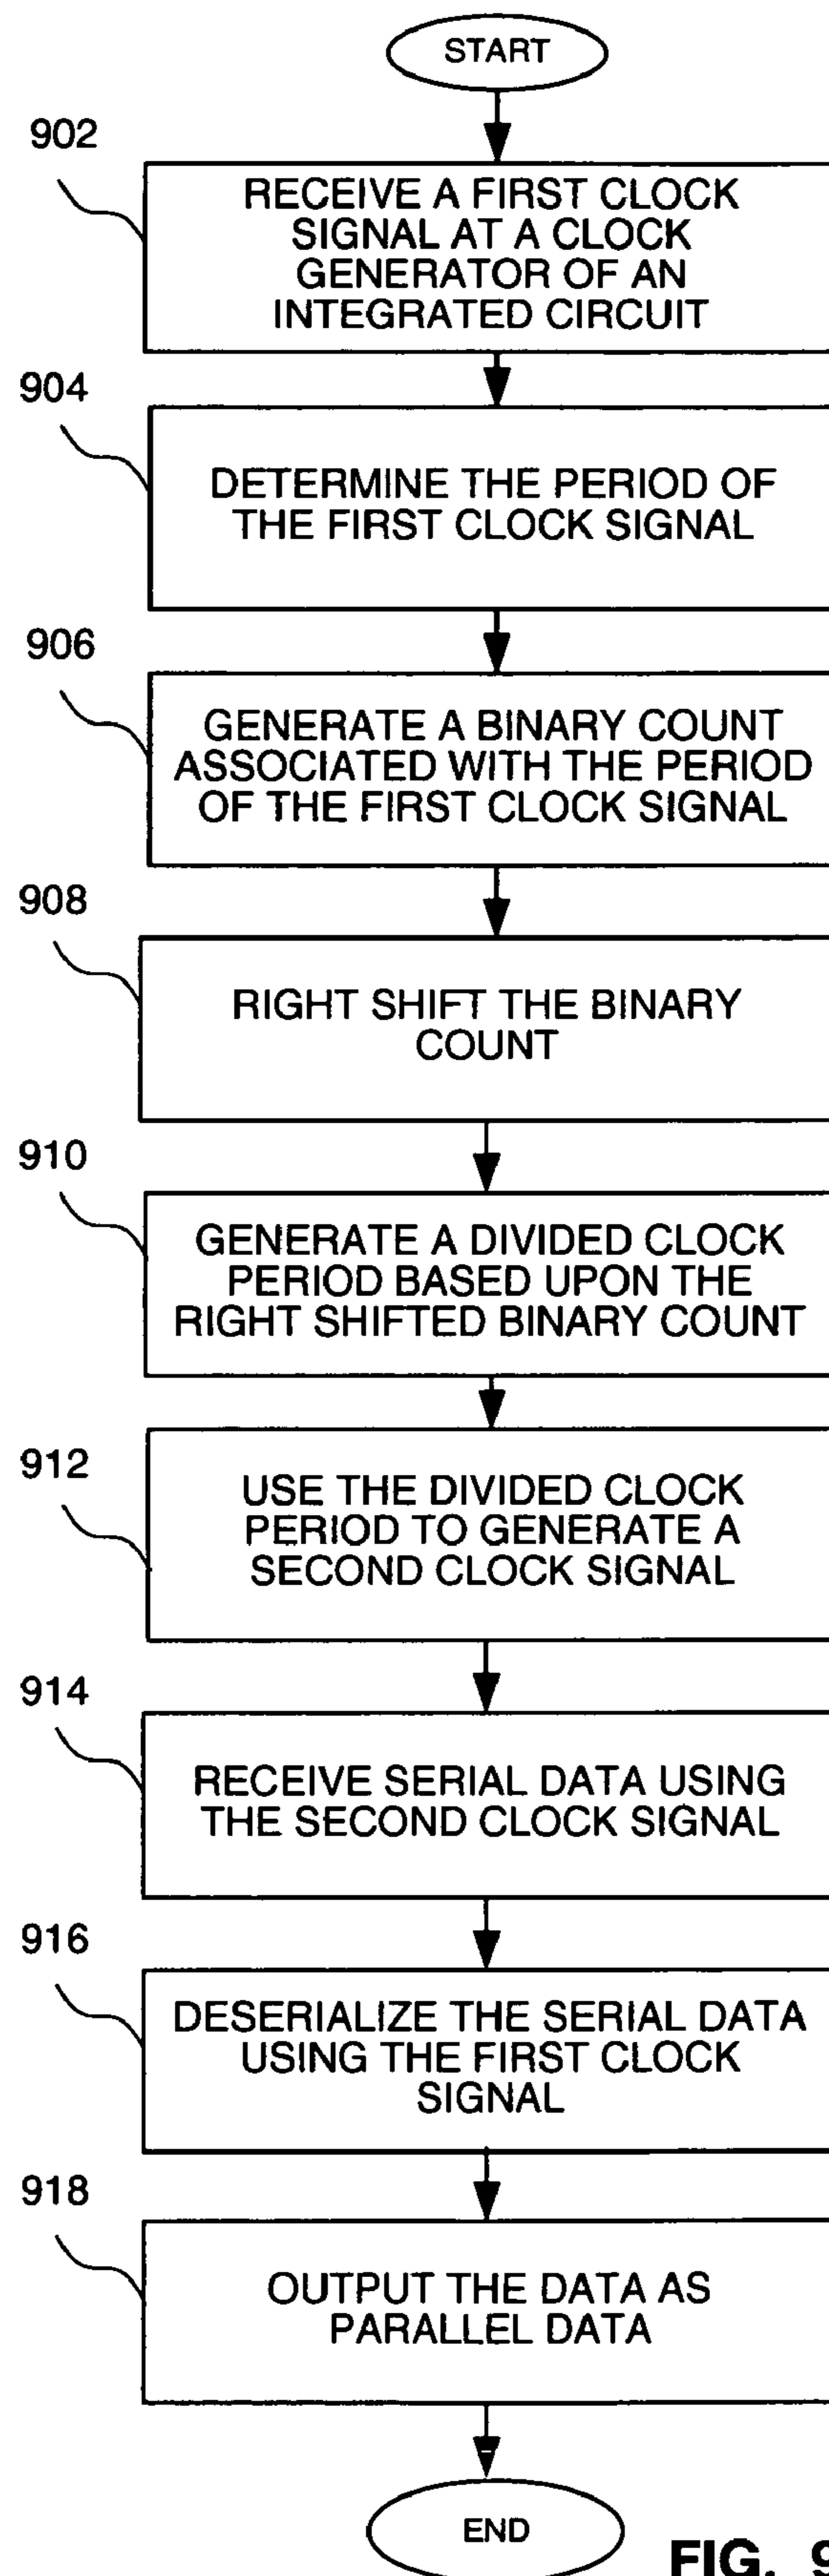 START
902
RECEIVE A FIRST CLOCK
SIGNAL AT A CLOCK
GENERATOR OF AN
INTEGRATED CIRCUIT
904
DETERMINE THE PERIOD OF
THE FIRST CLOCK SIGNAL
906
GENERATE A BINARY COUNT
ASSOCIATED WITH THE PERIOD
OF THE FIRST CLOCK SIGNAL
908
RIGHT SHIFT THE BINARY
COUNT
910
GENERATE A DIVIDED CLOCK
PERIOD BASED UPON THE
RIGHT SHIFTED BINARY COUNT
912
USE THE DIVIDED CLOCK
PERIOD TO GENERATE A
SECOND CLOCK SIGNAL
914
RECEIVE SERIAL DATA USING
THE SECOND CLOCK SIGNAL
916
DESERIALIZE THE SERIAL DATA
USING THE FIRST CLOCK
SIGNAL
918
OUTPUT THE DATA AS
PARALLEL DATA
END
FIG. 9